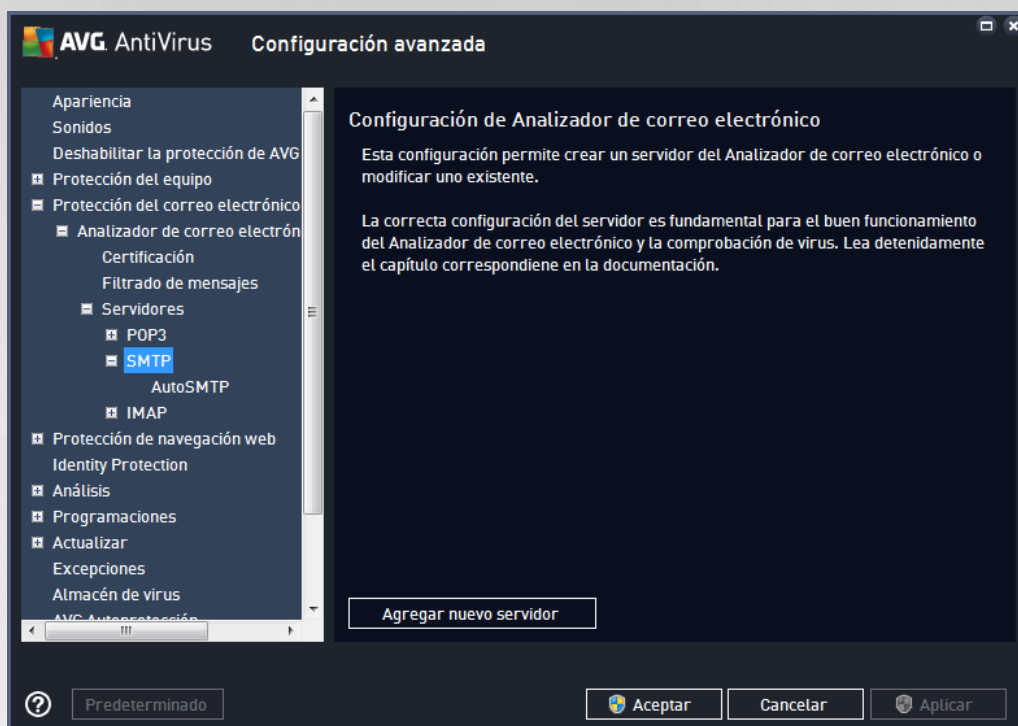 AVG. AntiVirus
Configuración avanzada
Apariencia
Sonidos
Deshabilitar la protección de AVG
Protección del equipo
Protección del correo electrónico
Analizador de correo electrón
Certificación
Filtrado de mensajes
Servidores
POP3
SMTP
AutoSMTP
IMAP
Protección de navegación web
Identity Protection
Análisis
Programaciones
Actualizar
Excepciones
Almacén de virus
AVG Autoprotección
Configuración de Analizador de correo electrónico
Esta configuración permite crear un servidor del Analizador de correo electrónico o
modificar uno existente.
La correcta configuración del servidor es fundamental para el buen funcionamiento
del Analizador de correo electrónico y la comprobación de virus. Lea detenidamente
el capítulo correspondiene en la documentación.
Agregar nuevo servidor
Predeterminado
Aceptar
Cancelar
Aplicar